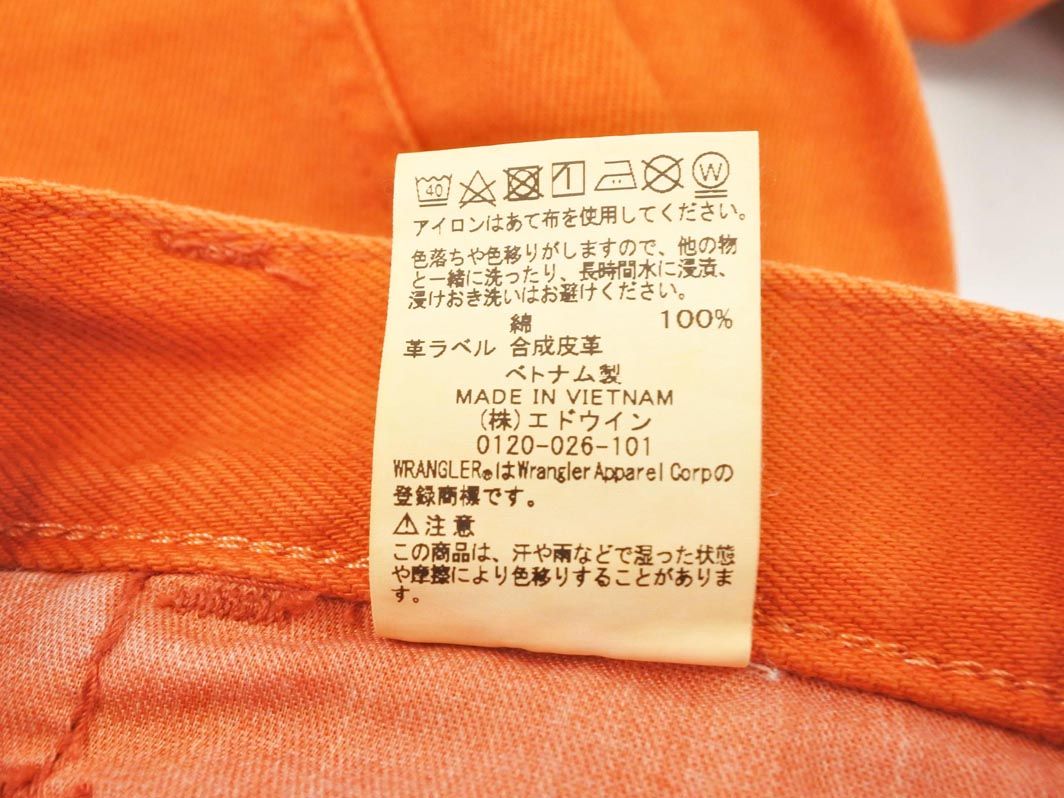 40 W
アイロンはあて布を使用してください。
色落ちや色移りがしますので、他の物
と一緒に洗ったり、長時間水に浸漬、
浸けおき洗いはお避けください。
綿 100%
革ラベル 合成皮革
ベトナム製
MADE IN VIETNAM
(株)エドウイン
0120-026-101
WRANGLER®はWrangler Apparel Corpの
登録商標です。
⚠注意
この商品は、汗や雨などで湿った状態
や摩擦により色移りすることがありま
す。